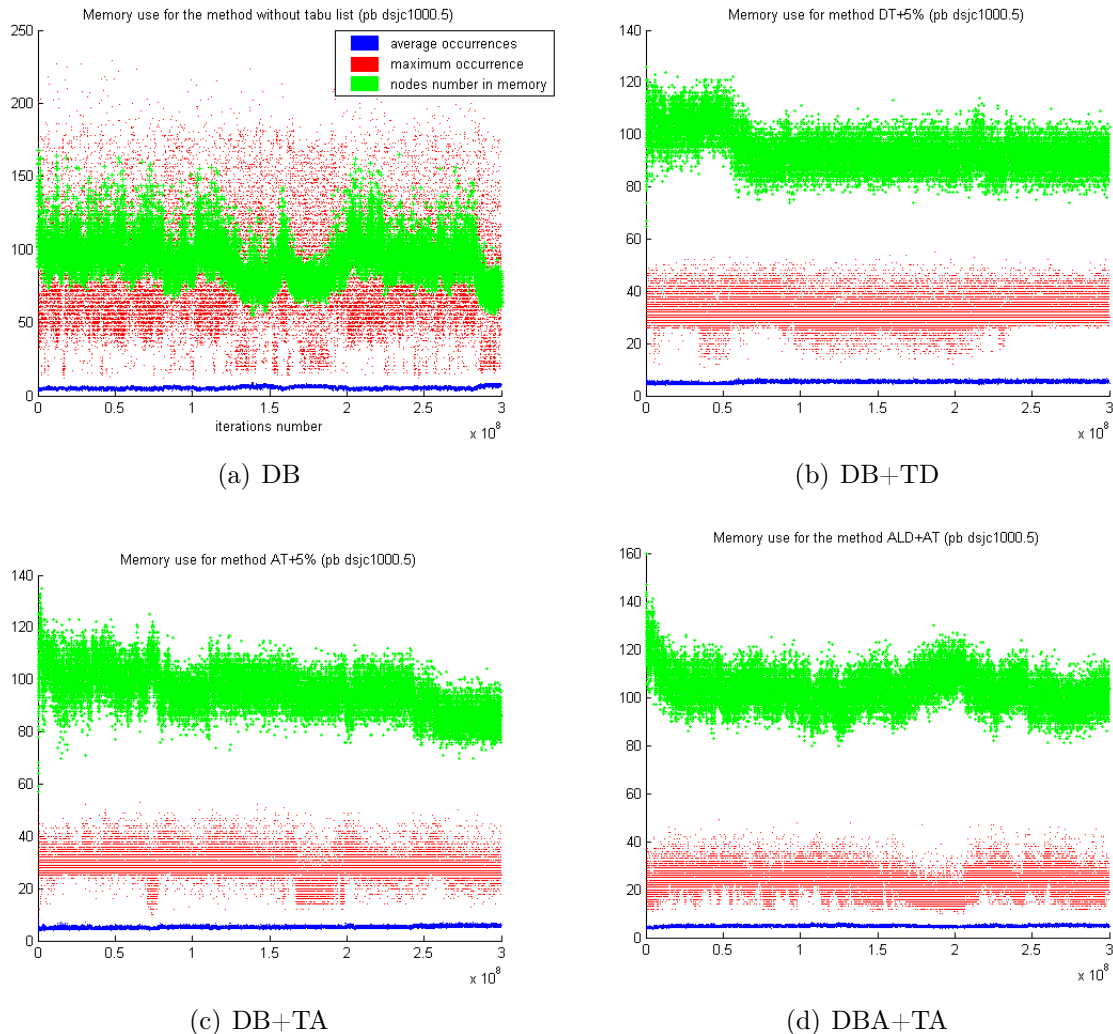 Memory use for the method without tabu list (pb dsjc1000.5)
250
200
150
100
50
0
average occurrences
maximum occurrence
nodes number in memory
0 0.5 1 1.5 2 2.5 3
iterations number
x 10^8
(a) DB
Memory use for method DT+5% (pb dsjc1000.5)
140
120
100
80
60
40
20
0
0 0.5 1 1.5 2 2.5 3
x 10^8
(b) DB+TD
Memory use for method AT+5% (pb dsjc1000.5)
140
120
100
80
60
40
20
0
0 0.5 1 1.5 2 2.5 3
x 10^8
(c) DB+TA
Memory use for the method ALD+AT (pb dsjc1000.5)
160
140
120
100
80
60
40
20
0
0 0.5 1 1.5 2 2.5 3
x 10^8
(d) DBA+TA